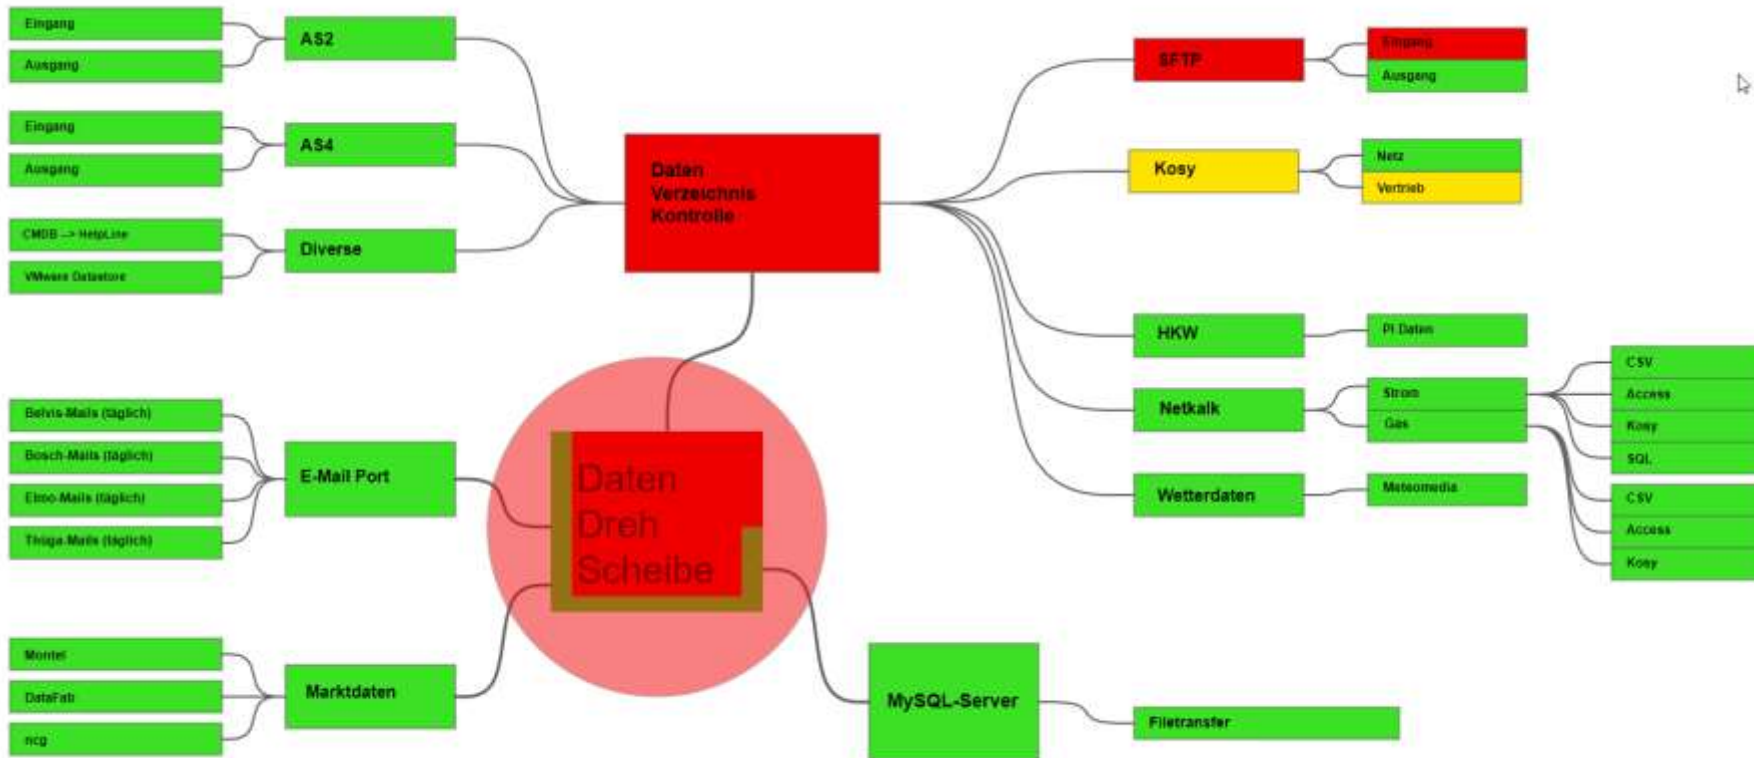 Eingang
Ausgang
AS2
Eingang
Ausgang
AS4
CMDB --> HelpLine
VMware Datastore
Diverse
Daten
Verzeichnis
Kontrolle
SFTP
Eingang
Ausgang
Kosy
Netz
Vertrieb
HKW
PI Daten
Netkalk
Strom
Gas
CSV
Access
Kosy
SQL
CSV
Access
Kosy
Wetterdaten
Meteomedia
Belvis-Mails (täglich)
Bosch-Mails (täglich)
Elmo-Mails (täglich)
Thüga-Mails (täglich)
E-Mail Port
Daten
Dreh
Scheibe
Montel
DataFab
ncg
Marktdaten
MySQL-Server
Filetransfer